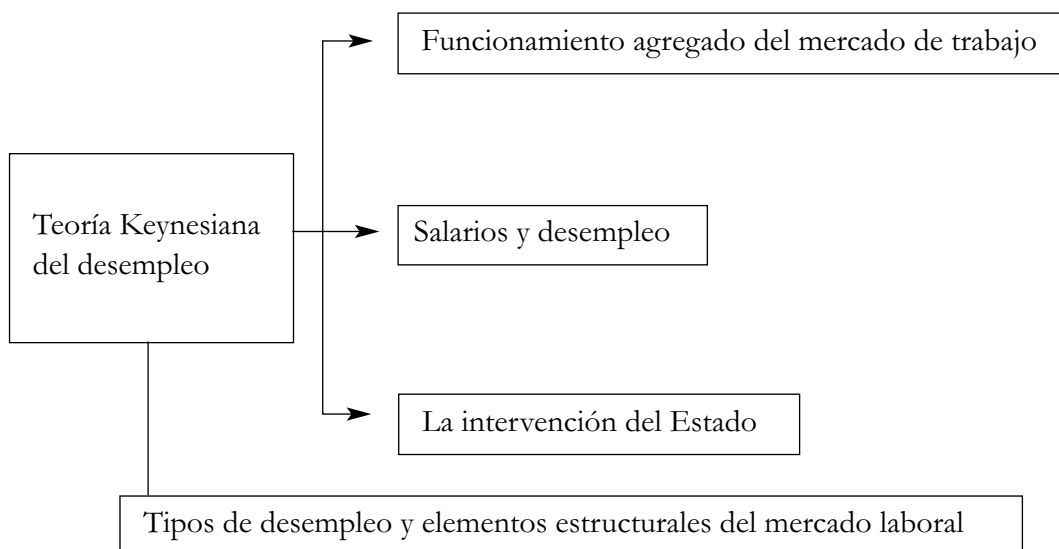 Funcionamiento agregado del mercado de trabajo
Teoría Keynesiana
del desempleo
Salarios y desempleo
La intervención del Estado
Tipos de desempleo y elementos estructurales del mercado laboral